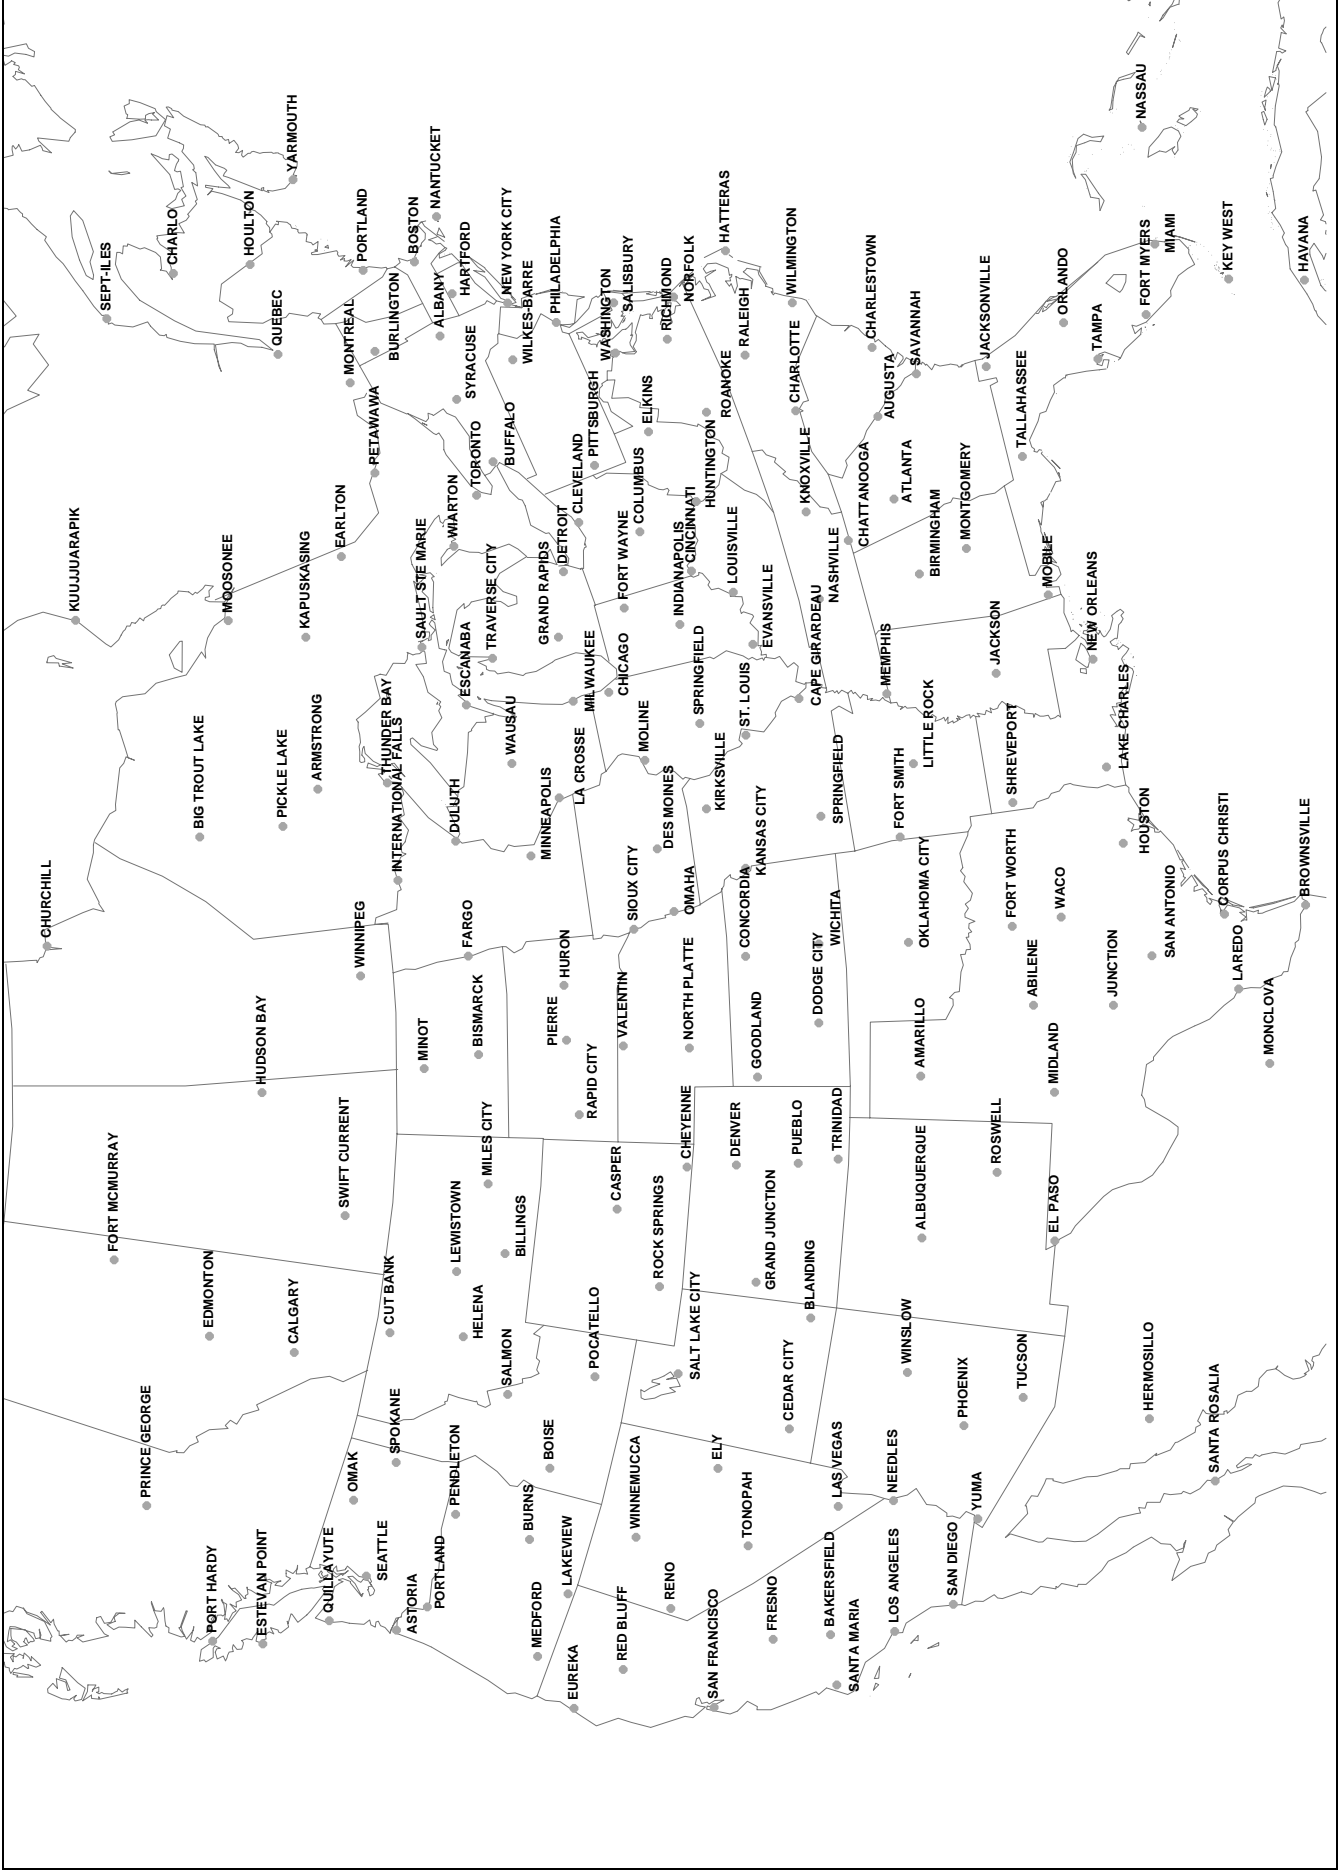 CHURCHILL
KUUJJUARAPIK
SEPT-ILES
FORT MCMURRAY
PRINCE GEORGE
CHARLO
BIG TROUT LAKE
MOOSONEE
HOULTON
PORT HARDY
EDMONTON
ESTEVAN POINT
HUDSON BAY
QUEBEC
YARMOUTH
PICKLE LAKE
CALGARY
KAPUSKASING
ARMSTRONG
QUILLAYUTE
SWIFT CURRENT
EARLTON
MONTREAL
OMAK
WINNIPEG
PORTLAND
SEATTLE
PETAWAWA
BURLINGTON
CUT BANK
THUNDER BAY
INTERNATIONAL FALLS
SPOKANE
ASTORIA
BOSTON
MINOT
SAULT STE MARIE
NANTUCKET
PORTLAND
ALBANY
PENDLETON
LEWISTOWN
DULUTH
WIARTON
HARTFORD
HELENA
FARGO
ESCANABA
SYRACUSE
BISMARCK
MILES CITY
TORONTO
TRAVERSE CITY
SALMON
BILLINGS
WAUSAU
BUFFALO
NEW YORK CITY
BURNS
WILKES-BARRE
MEDFORD
BOISE
MINNEAPOLIS
GRAND RAPIDS
PIERRE
HURON
DETROIT
PHILADELPHIA
LAKEVIEW
EUREKA
RAPID CITY
LA CROSSE
CLEVELAND
POCATELLO
MILWAUKEE
PITTSBURGH
WASHINGTON
RED BLUFF
CASPER
VALENTIN
CHICAGO
FORT WAYNE
SALISBURY
WINNEMUCCA
SIOUX CITY
MOLINE
COLUMBUS
ELKINS
ROCK SPRINGS
RENO
DES MOINES
RICHMOND
INDIANAPOLIS
CHEYENNE
NORTH PLATTE
OMAHA
CINCINNATI
NORFOLK
SALT LAKE CITY
SPRINGFIELD
HUNTINGTON
SAN FRANCISCO
ELY
KIRKSVILLE
ROANOKE
HATTERAS
DENVER
LOUISVILLE
TONOPAH
CONCORDIA
ST. LOUIS
RALEIGH
GOODLAND
KANSAS CITY
EVANSVILLE
FRESNO
GRAND JUNCTION
CEDAR CITY
PUEBLO
WILMINGTON
CHARLOTTE
BLANDING
KNOXVILLE
DODGE CITY
CAPE GIRARDEAU
BAKERSFIELD
LAS VEGAS
TRINIDAD
WICHITA
SPRINGFIELD
NASHVILLE
SANTA MARIA
CHATTANOOGA
CHARLESTOWN
MEMPHIS
AUGUSTA
LOS ANGELES
NEEDLES
FORT SMITH
ATLANTA
WINSLOW
SAVANNAH
ALBUQUERQUE
AMARILLO
OKLAHOMA CITY
LITTLE ROCK
BIRMINGHAM
SAN DIEGO
PHOENIX
MONTGOMERY
YUMA
JACKSONVILLE
ROSWELL
JACKSON
TUCSON
FORT WORTH
SHREVEPORT
TALLAHASSEE
ABILENE
MOBILE
EL PASO
MIDLAND
WACO
ORLANDO
NEW ORLEANS
TAMPA
JUNCTION
LAKE CHARLES
NASSAU
HERMOSILLO
HOUSTON
FORT MYERS
SAN ANTONIO
MIAMI
SANTA ROSALIA
CORPUS CHRISTI
KEY WEST
LAREDO
MONCLOVA
BROWNSVILLE
HAVANA